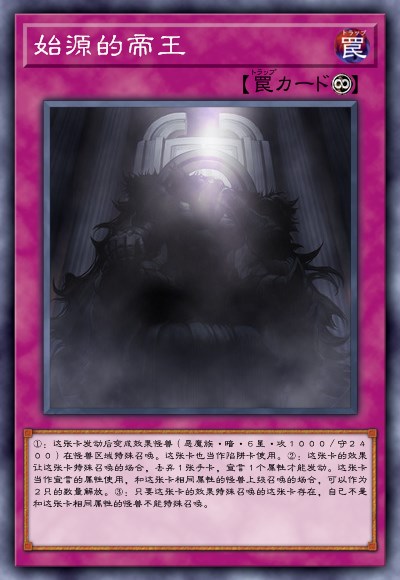 始源的帝王
トラップ
罠
トラップ
【罠カード♾】
①：这张卡发动后变成效果怪兽（恶魔族・暗・6星・攻1000／守24
00）在怪兽区域特殊召唤。这张卡也当作陷阱卡使用。②：这张卡的效果
让这张卡特殊召唤的场合，丢弃1张手卡，宣言1个属性才能发动。这张卡
当作宣言的属性使用，和这张卡相同属性的怪兽上级召唤的场合，可以作为
2只的数量解放。③：只要这张卡的效果特殊召唤的这张卡存在，自己不是
和这张卡相同属性的怪兽不能特殊召唤。